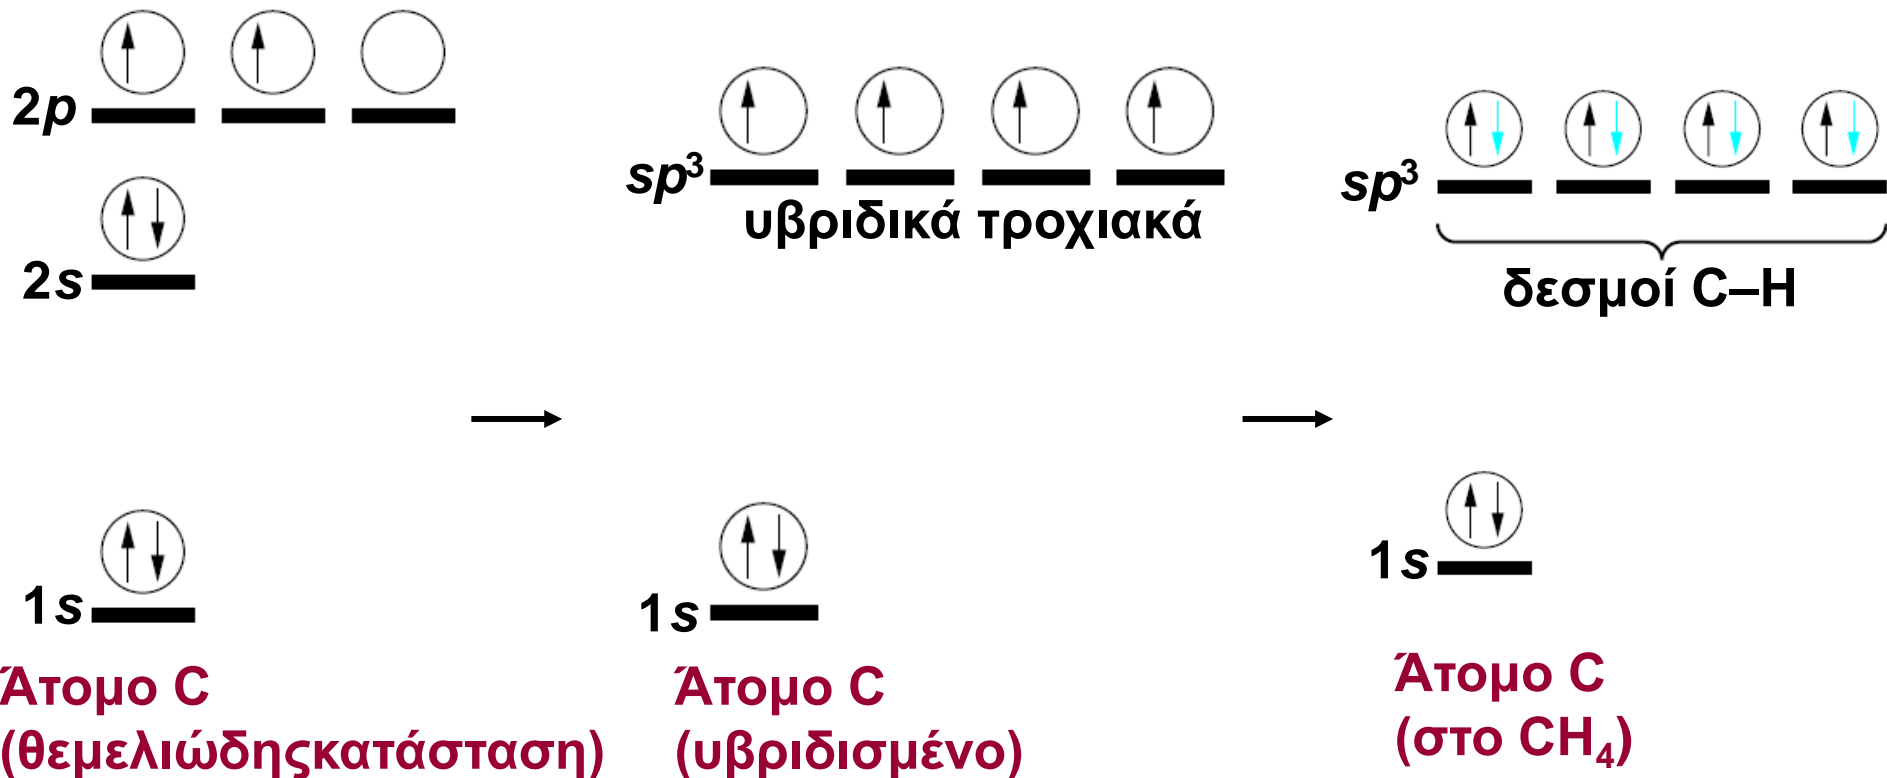 2p
2s
1s
Άτομο C
(θεμελιώδηςκατάσταση)
sp³
υβριδικά τροχιακά
1s
Άτομο C
(υβριδισμένο)
sp³
δεσμοί C–H
1s
Άτομο C
(στο CH₄)